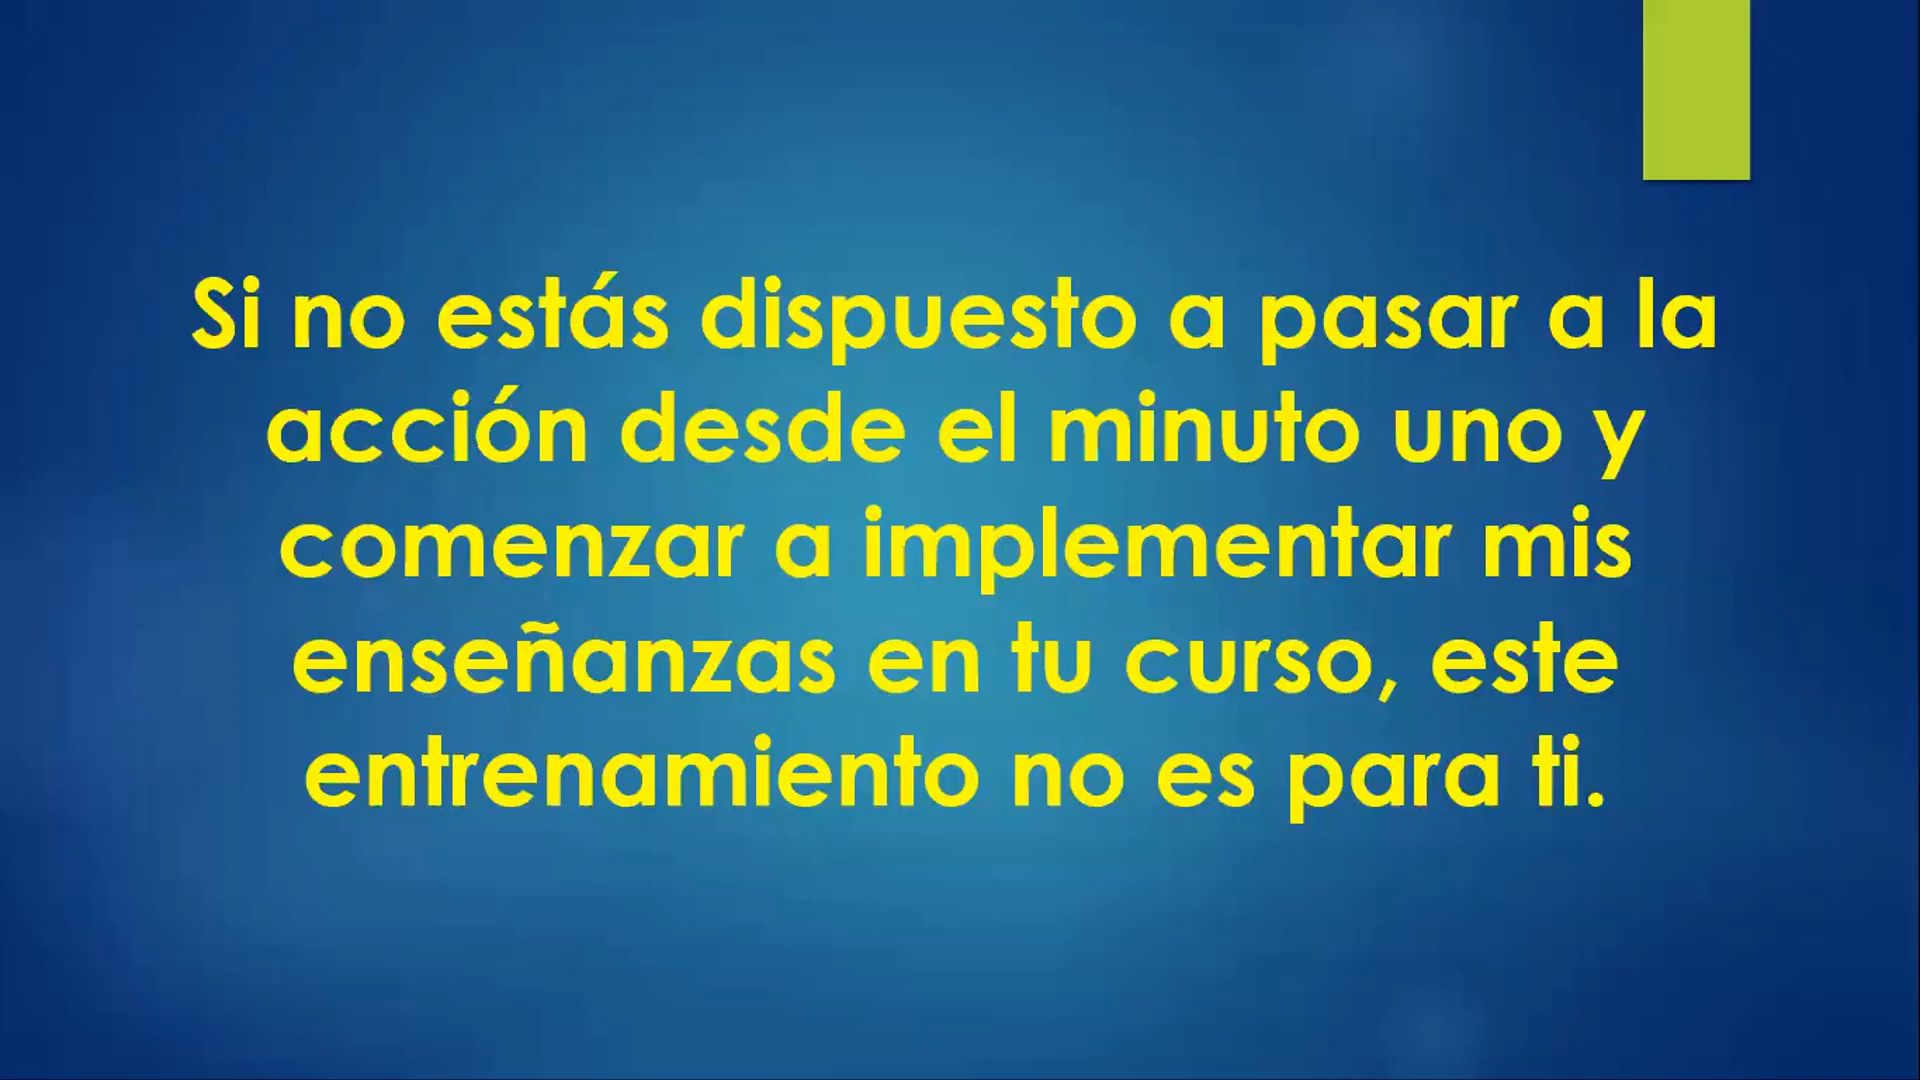 Si no estás dispuesto a pasar a la
acción desde el minuto uno y
comenzar a implementar mis
enseñanzas en tu curso, este
entrenamiento no es para ti.